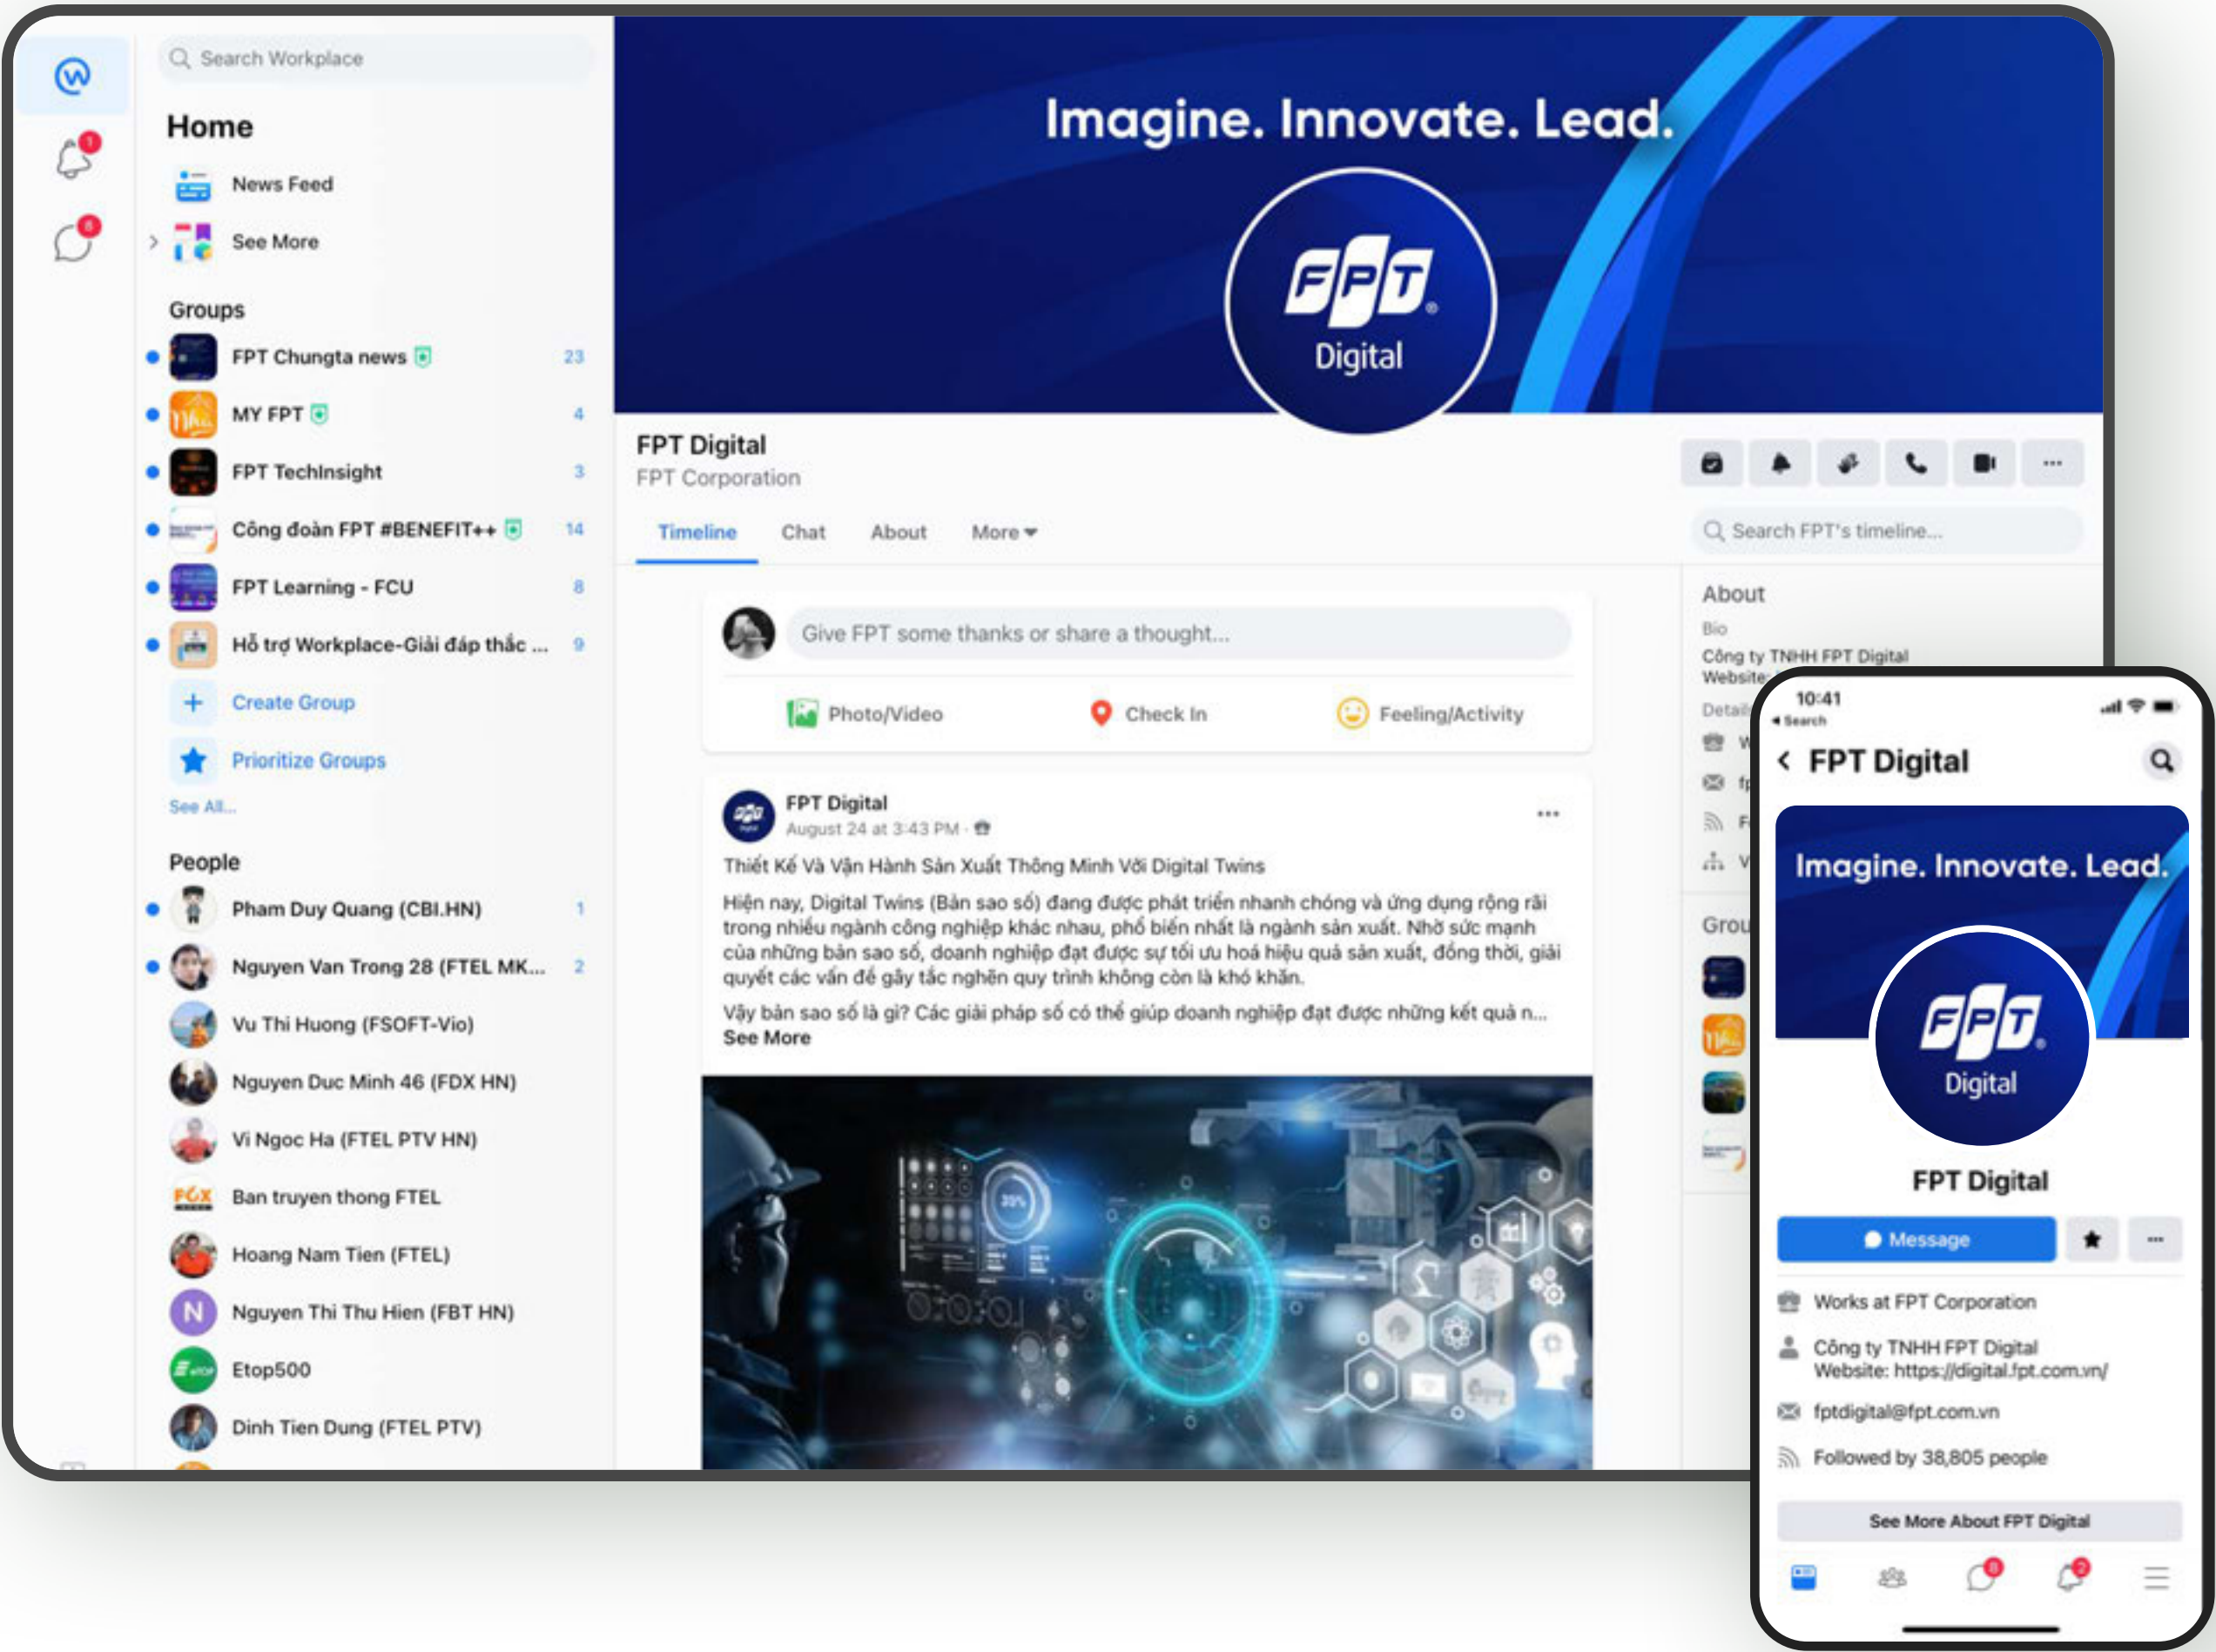 Search Workplace
Home
News Feed
See More
Groups
FPT Chungta news
23
MY FPT
4
FPT TechInsight
3
Công đoàn FPT #BENEFIT++
14
FPT Learning - FCU
8
Hỗ trợ Workplace-Giải đáp thắc ...
9
Create Group
Prioritize Groups
See All...
People
Pham Duy Quang (CBI.HN)
1
Nguyen Van Trong 28 (FTEL MK...
2
Vu Thi Huong (FSOFT-Vio)
Nguyen Duc Minh 46 (FDX HN)
Vi Ngoc Ha (FTEL PTV HN)
Ban truyen thong FTEL
Hoang Nam Tien (FTEL)
N
Nguyen Thi Thu Hien (FBT HN)
Etop500
Dinh Tien Dung (FTEL PTV)
1
6
Imagine. Innovate. Lead.
FPT
Digital
FPT Digital
FPT Corporation
Timeline
Chat
About
More
Search FPT's timeline...
Give FPT some thanks or share a thought...
Photo/Video
Check In
Feeling/Activity
FPT Digital
August 24 at 3:43 PM ·
Thiết Kế Và Vận Hành Sản Xuất Thông Minh Với Digital Twins
Hiện nay, Digital Twins (Bản sao số) đang được phát triển nhanh chóng và ứng dụng rộng rãi
trong nhiều ngành công nghiệp khác nhau, phổ biến nhất là ngành sản xuất. Nhờ sức mạnh
của những bản sao số, doanh nghiệp đạt được sự tối ưu hoá hiệu quả sản xuất, đồng thời, giải
quyết các vấn đề gây tắc nghẽn quy trình không còn là khó khăn.
Vậy bản sao số là gì? Các giải pháp số có thể giúp doanh nghiệp đạt được những kết quả n...
See More
35%
About
Bio
Công ty TNHH FPT Digital
Website:
10:41
Search
FPT Digital
Imagine. Innovate. Lead.
FPT
Digital
FPT Digital
Message
Works at FPT Corporation
Công ty TNHH FPT Digital
Website: https://digital.fpt.com.vn/
fptdigital@fpt.com.vn
Followed by 38,805 people
See More About FPT Digital
8
2